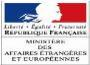 Liberté • Égalité • Fraternité
RÉPUBLIQUE FRANÇAISE
MINISTÈRE
DES
AFFAIRES ÉTRANGÈRES
ET EUROPÉENNES